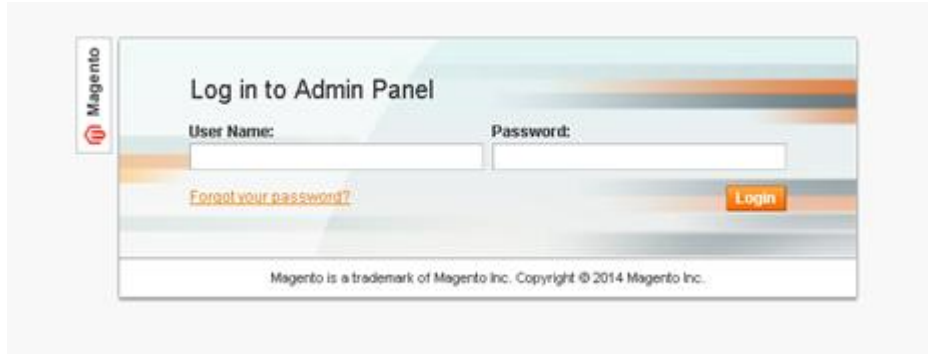 Magento
Log in to Admin Panel
User Name:
Password:
Forgot your password?
Login
Magento is a trademark of Magento Inc. Copyright © 2014 Magento Inc.